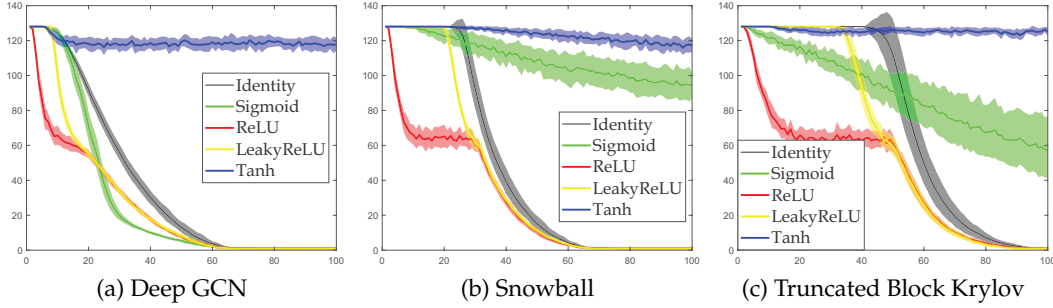 140
120
100
80
60
40
20
0
0 20 40 60 80 100
Identity
Sigmoid
ReLU
LeakyReLU
Tanh
(a) Deep GCN
140
120
100
80
60
40
20
0
0 20 40 60 80 100
Identity
Sigmoid
ReLU
LeakyReLU
Tanh
(b) Snowball
140
120
100
80
60
40
20
0
0 20 40 60 80 100
Identity
Sigmoid
ReLU
LeakyReLU
Tanh
(c) Truncated Block Krylov